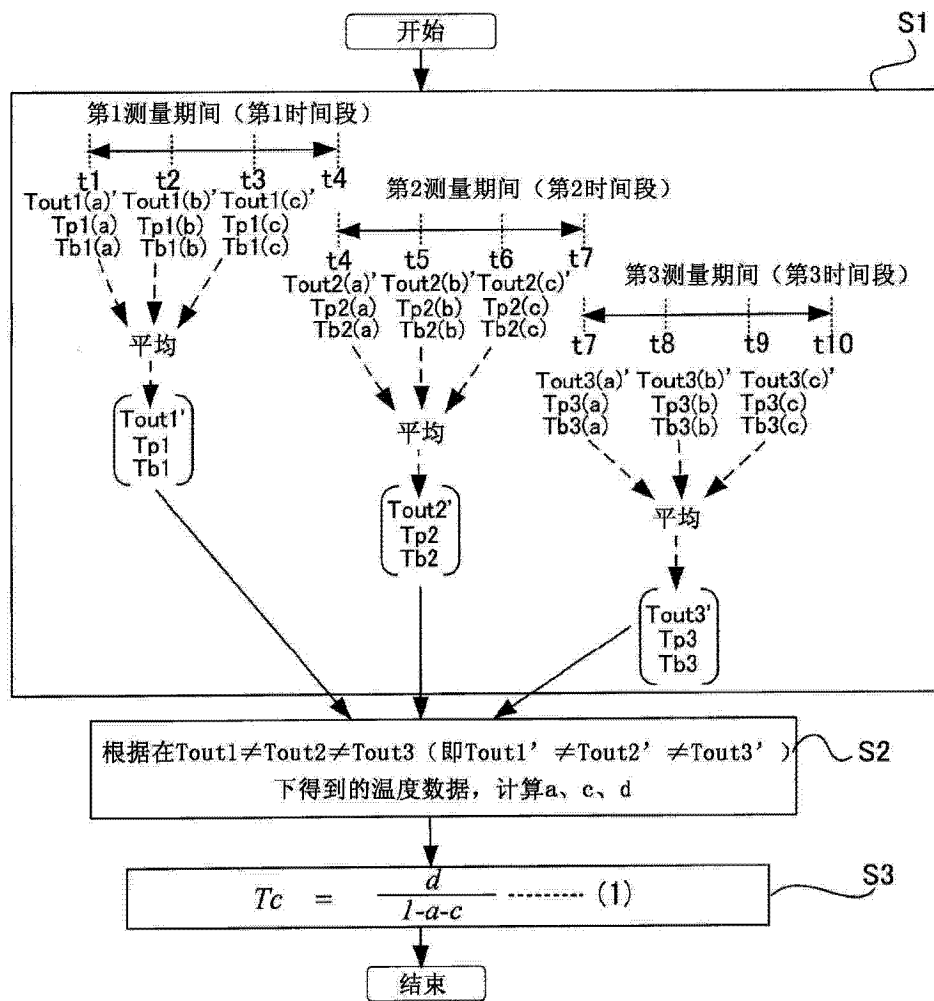 开始
S1
第1测量期间（第1时间段）
t1 t2 t3 t4
Tout1(a)' Tout1(b)' Tout1(c)'
Tp1(a) Tp1(b) Tp1(c)
Tb1(a) Tb1(b) Tb1(c)
平均
Tout1'
Tp1
Tb1
第2测量期间（第2时间段）
t4 t5 t6 t7
Tout2(a)' Tout2(b)' Tout2(c)'
Tp2(a) Tp2(b) Tp2(c)
Tb2(a) Tb2(b) Tb2(c)
平均
Tout2'
Tp2
Tb2
第3测量期间（第3时间段）
t7 t8 t9 t10
Tout3(a)' Tout3(b)' Tout3(c)'
Tp3(a) Tp3(b) Tp3(c)
Tb3(a) Tb3(b) Tb3(c)
平均
Tout3'
Tp3
Tb3
根据在Tout1≠Tout2≠Tout3（即Tout1' ≠Tout2' ≠Tout3' ）
下得到的温度数据，计算a、c、d
S2
Tc = d / 1-a-c -------- (1)
S3
结束